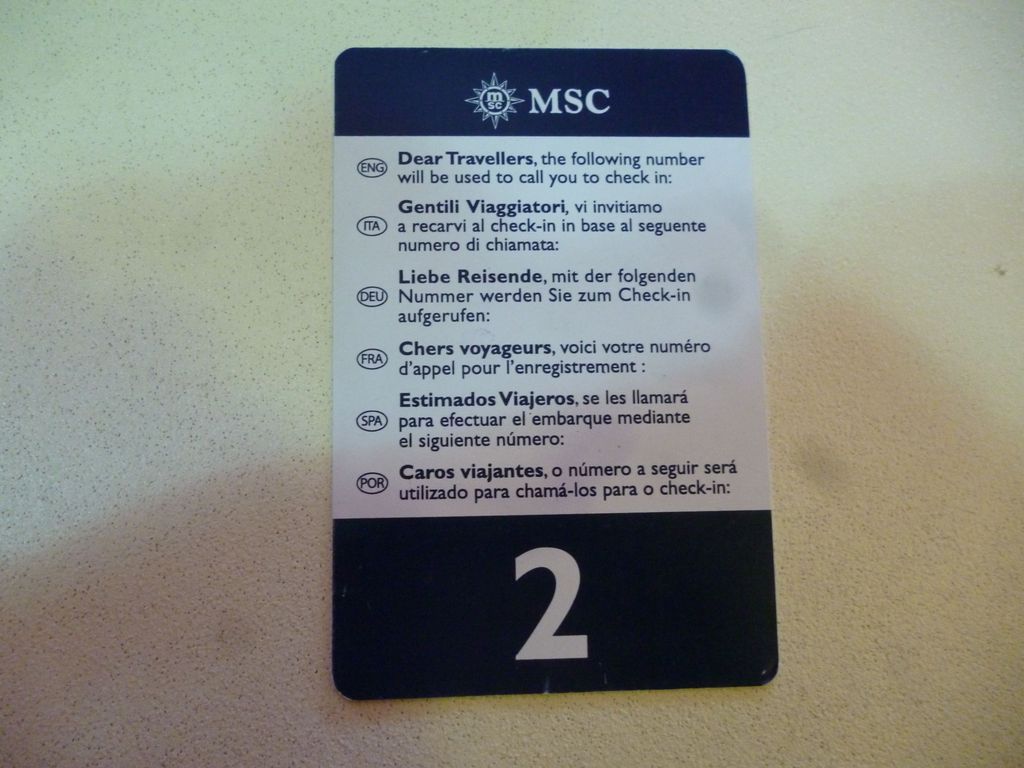 msc MSC
ENG Dear Travellers, the following number
will be used to call you to check in:
ITA Gentili Viaggiatori, vi invitiamo
a recarvi al check-in in base al seguente
numero di chiamata:
DEU Liebe Reisende, mit der folgenden
Nummer werden Sie zum Check-in
aufgerufen:
FRA Chers voyageurs, voici votre numéro
d'appel pour l'enregistrement :
SPA Estimados Viajeros, se les llamará
para efectuar el embarque mediante
el siguiente número:
POR Caros viajantes, o número a seguir será
utilizado para chamá-los para o check-in:
2